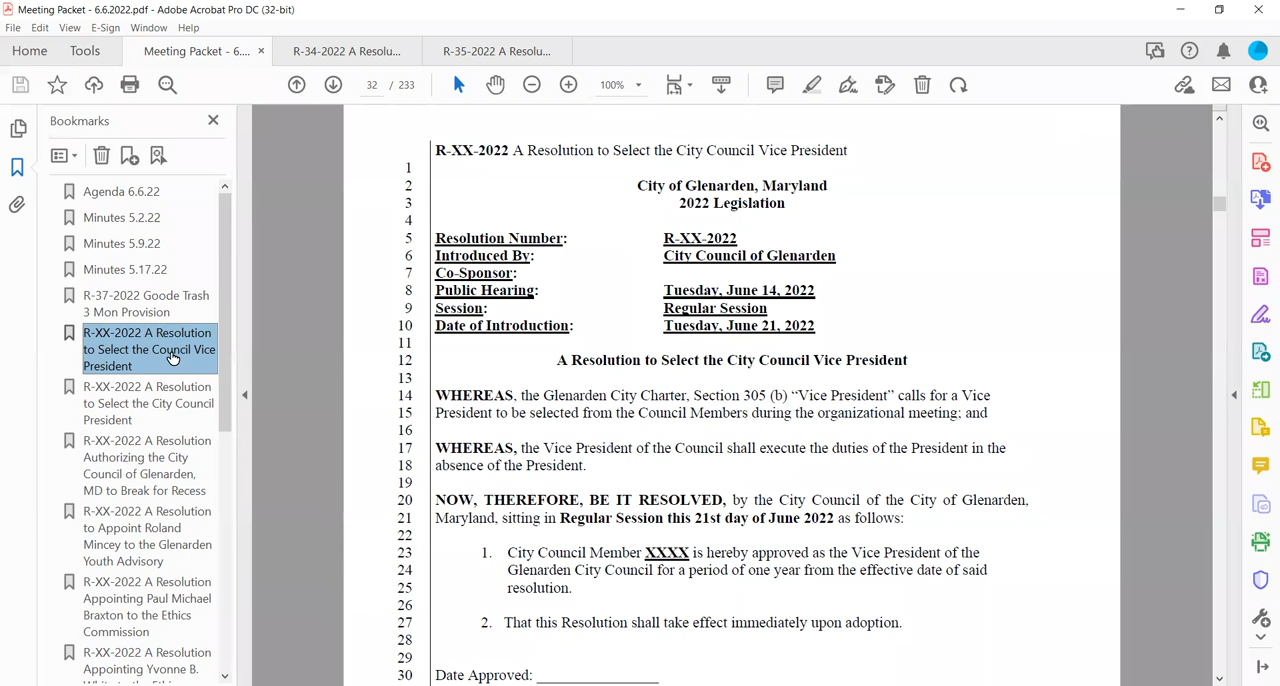 Meeting Packet - 6.6.2022.pdf - Adobe Acrobat Pro DC (32-bit)
File Edit View E-Sign Window Help
Home Tools Meeting Packet - 6.... × R-34-2022 A Resolu... R-35-2022 A Resolu...
32 / 233 100%
Bookmarks
Agenda 6.6.22
Minutes 5.2.22
Minutes 5.9.22
Minutes 5.17.22
R-37-2022 Goode Trash
3 Mon Provision
R-XX-2022 A Resolution
to Select the Council Vice
President
R-XX-2022 A Resolution
to Select the City Council
President
R-XX-2022 A Resolution
Authorizing the City
Council of Glenarden,
MD to Break for Recess
R-XX-2022 A Resolution
to Appoint Roland
Mincey to the Glenarden
Youth Advisory
R-XX-2022 A Resolution
Appointing Paul Michael
Braxton to the Ethics
Commission
R-XX-2022 A Resolution
Appointing Yvonne B.
R-XX-2022 A Resolution to Select the City Council Vice President
1
2 City of Glenarden, Maryland
3 2022 Legislation
4
5 Resolution Number: R-XX-2022
6 Introduced By: City Council of Glenarden
7 Co-Sponsor:
8 Public Hearing: Tuesday, June 14, 2022
9 Session: Regular Session
10 Date of Introduction: Tuesday, June 21, 2022
11
12 A Resolution to Select the City Council Vice President
13
14 WHEREAS, the Glenarden City Charter, Section 305 (b) “Vice President” calls for a Vice
15 President to be selected from the Council Members during the organizational meeting; and
16
17 WHEREAS, the Vice President of the Council shall execute the duties of the President in the
18 absence of the President.
19
20 NOW, THEREFORE, BE IT RESOLVED, by the City Council of the City of Glenarden,
21 Maryland, sitting in Regular Session this 21st day of June 2022 as follows:
22
23 1. City Council Member XXXX is hereby approved as the Vice President of the
24 Glenarden City Council for a period of one year from the effective date of said
25 resolution.
26
27 2. That this Resolution shall take effect immediately upon adoption.
28
29
30 Date Approved: _______________